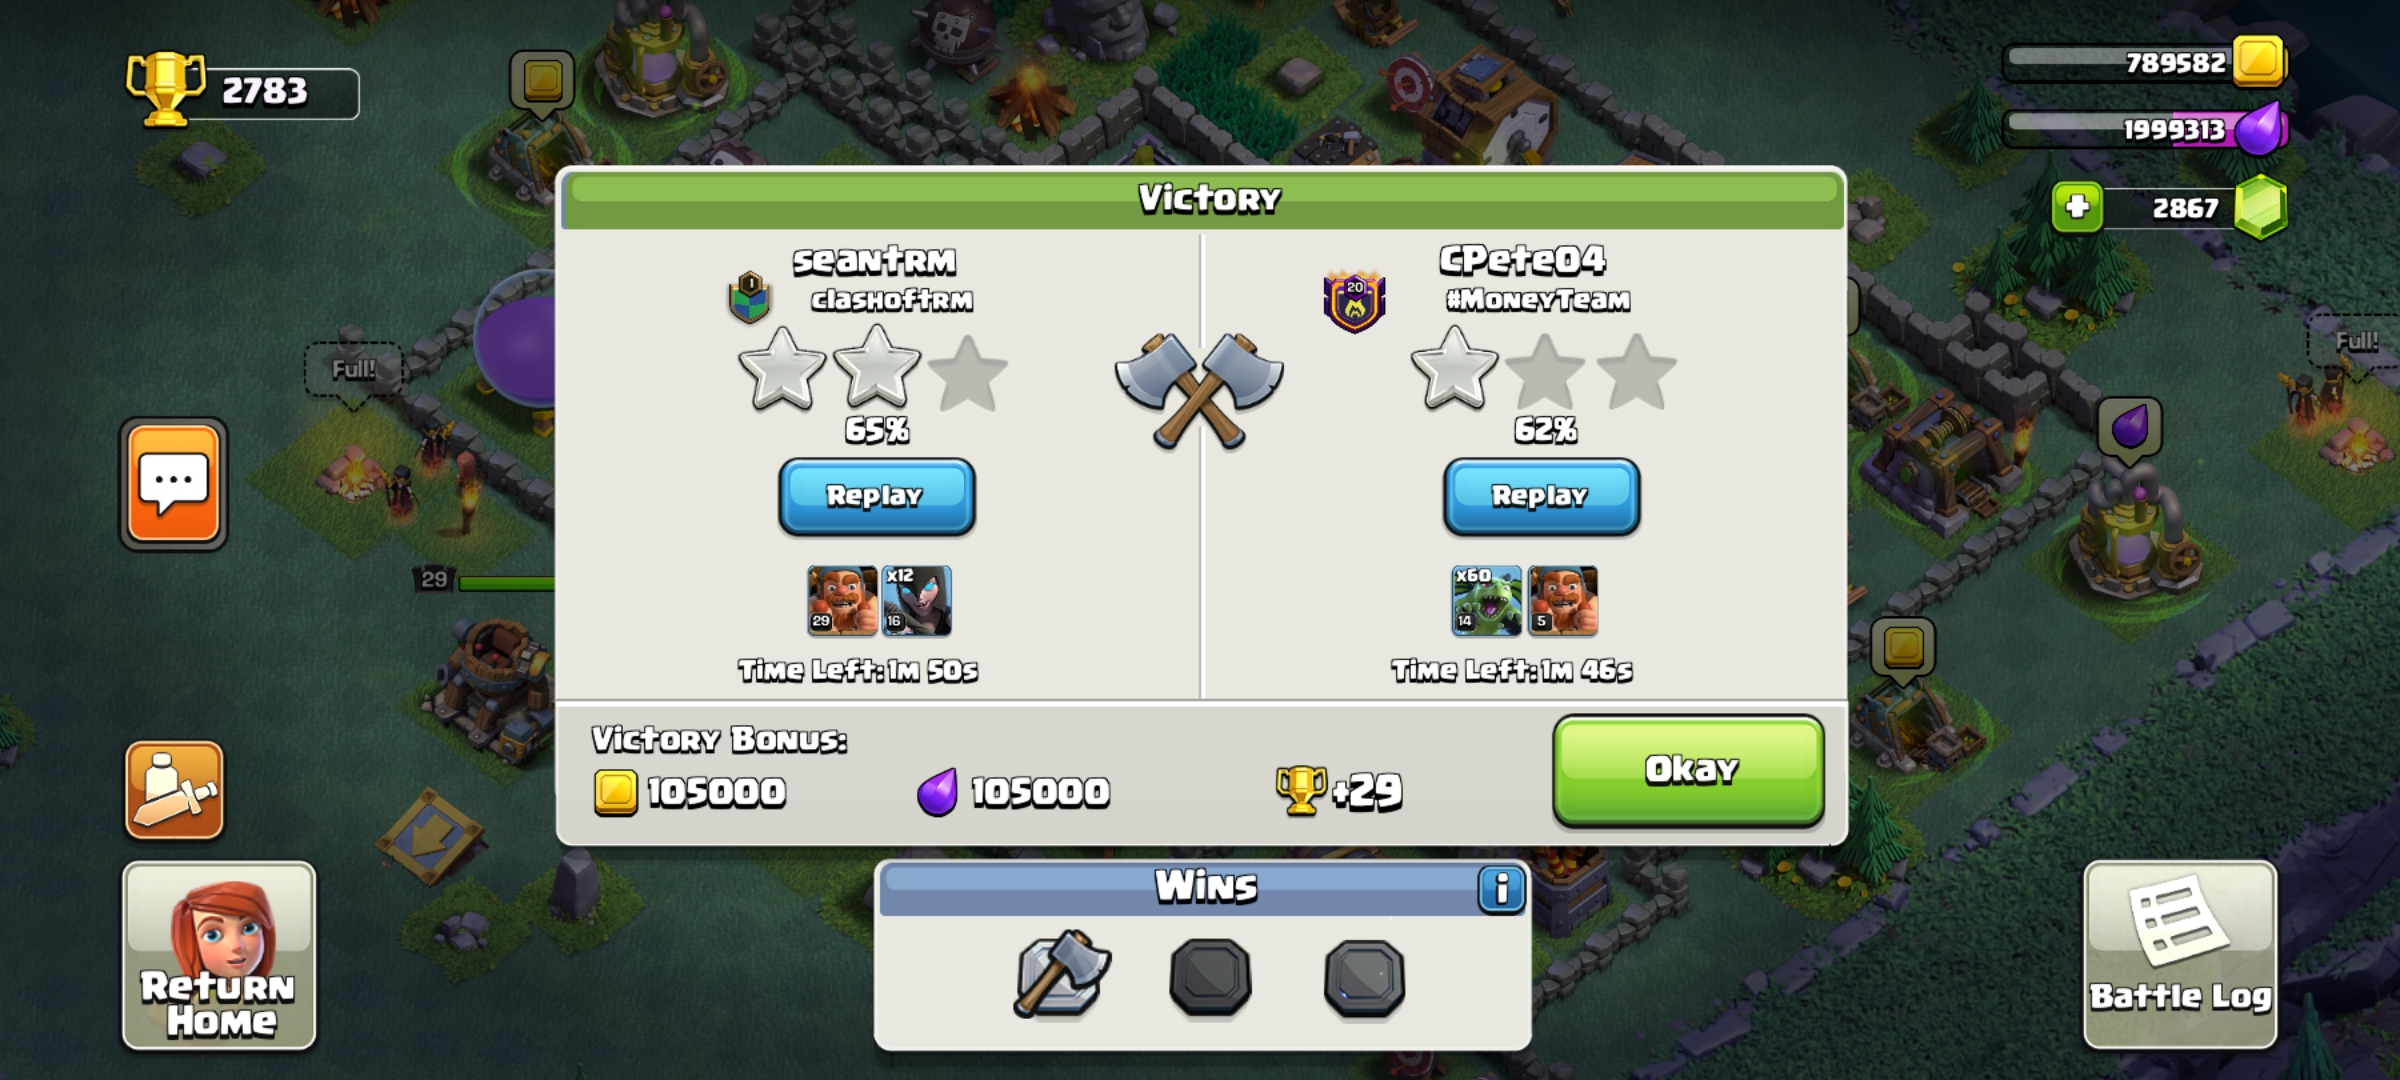 2783
789582
1999313
2867
Full!
Full!
29
Victory
seantrm
clashoftrm
65%
Replay
29
x12
16
Time Left: 1m 50s
20
CPete04
#MoneyTeam
62%
Replay
x60
14
5
Time Left: 1m 46s
Victory Bonus:
105000
105000
+29
Okay
Wins
i
Return
Home
Battle Log